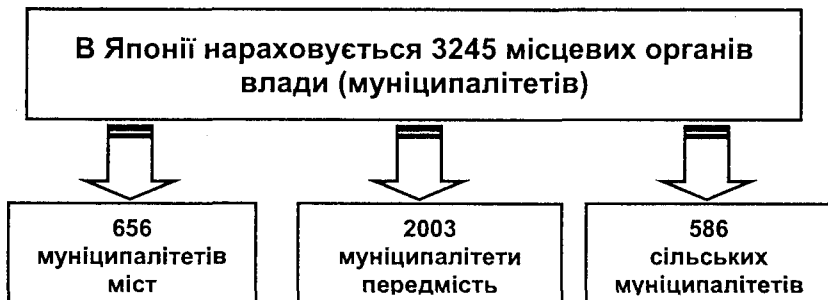 В Японії нараховується 3245 місцевих органів
влади (муніципалітетів)
656
муніципалітетів
міст
2003
муніципалітети
передмість
586
сільських
муніципалітетів